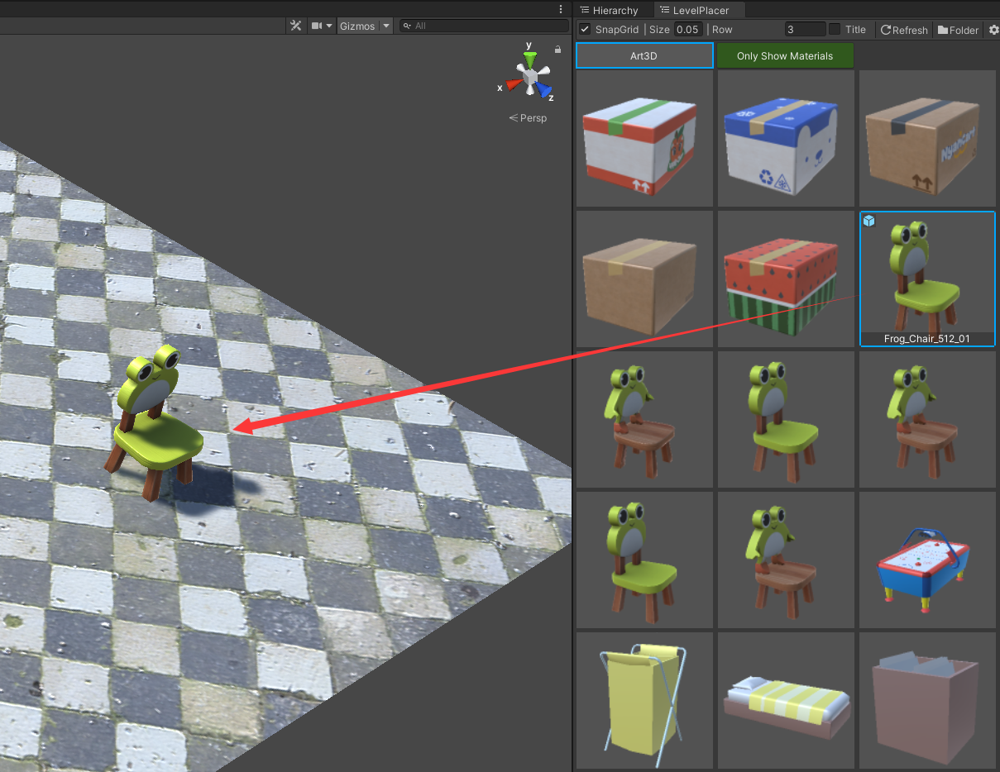 Hierarchy
LevelPlacer
Gizmos
All
SnapGrid | Size 0.05 | Row 3 Title Refresh Folder
Art3D
Only Show Materials
y
x
z
Persp
Nyancart
Frog_Chair_512_01